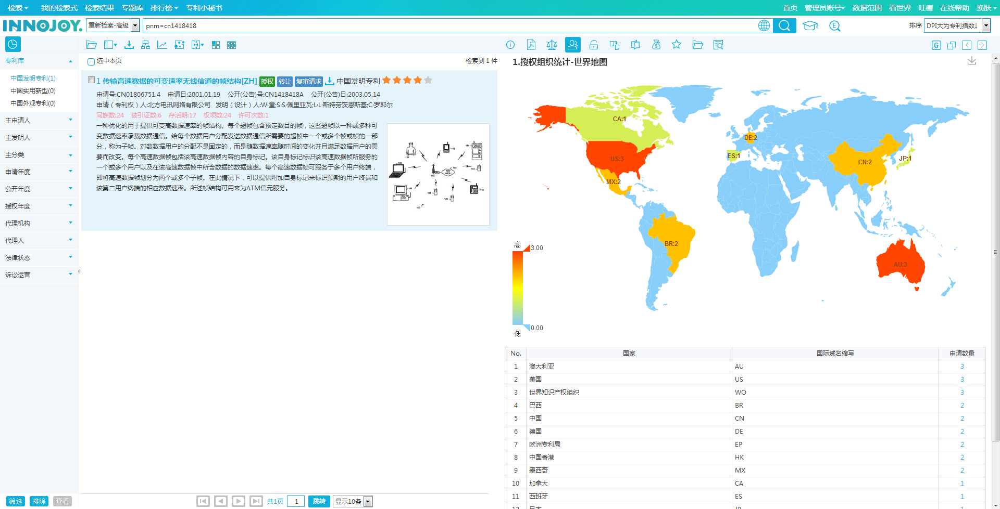 检索 我的检索式 检索结果 专题库 排行榜 专利小秘书 首页 管理员账号 数据范围 看世界 吐槽 在线帮助 换肤
INNOJOY. 重新检索-高级 pnm=cn1418418 排序 DPI大为专利指数↓
专利库
中国发明专利(1)
中国实用新型(0)
中国外观专利(0)
主申请人
主发明人
主分类
申请年度
公开年度
授权年度
代理机构
代理人
法律状态
诉讼运营
筛选 排除 查看
选中本页 检索到 1 件
1 传输高速数据的可变速率无线信道的帧结构[ZH] 授权 转让 复审请求 中国发明专利
申请号:CN01806751.4 申请日:2001.01.19 公开(公告)号:CN1418418A 公开(公告)日:2003.05.14
申请（专利权）人:北方电讯网络有限公司 发明（设计）人:W·童;S·S·佩里亚瓦;L·L·斯特劳茨恩斯基;C·罗耶尔
同族数:24 被引证数:6 存活期:17 权项数:24 许可次数:1
一种优化的用于提供可变高数据速率的帧结构。每个超帧包含预定数目的帧，这些超帧以一种或多种可
变数据速率承载数据通信。给每个数据用户分配发送数据通信所需要的超帧中一个或多个帧或帧的一部
分，称为子帧。对数据用户的分配不是固定的，而是随数据速率随时间的变化并且满足数据用户的需
要而改变。每个高速数据帧包括该高速数据帧内容的自身标记。该自身标记标识该高速数据帧所服务的
一个或多个用户以及在该高速数据帧中所含数据的数据速率。每个高速数据帧可服务于多个用户终端，
即将高速数据帧划分为两个或多个子帧。在此情况下，可以提供附加自身标记来标识预期的用户终端和
该第二用户终端的相应数据速率。所述帧结构可用来为ATM信元服务。
共1页 1 跳转 显示10条
1.授权组织统计-世界地图
CA:1
US:3
MX:2
BR:2
DE:2
ES:1
CN:2
JP:1
AU:3
高 3.00
0.00
低
No. 国家 国际域名缩写 申请数量
1 澳大利亚 AU 3
2 美国 US 3
3 世界知识产权组织 WO 3
4 巴西 BR 2
5 中国 CN 2
6 德国 DE 2
7 欧洲专利局 EP 2
8 中国香港 HK 2
9 墨西哥 MX 2
10 加拿大 CA 1
11 西班牙 ES 1
12 日本 JP 1